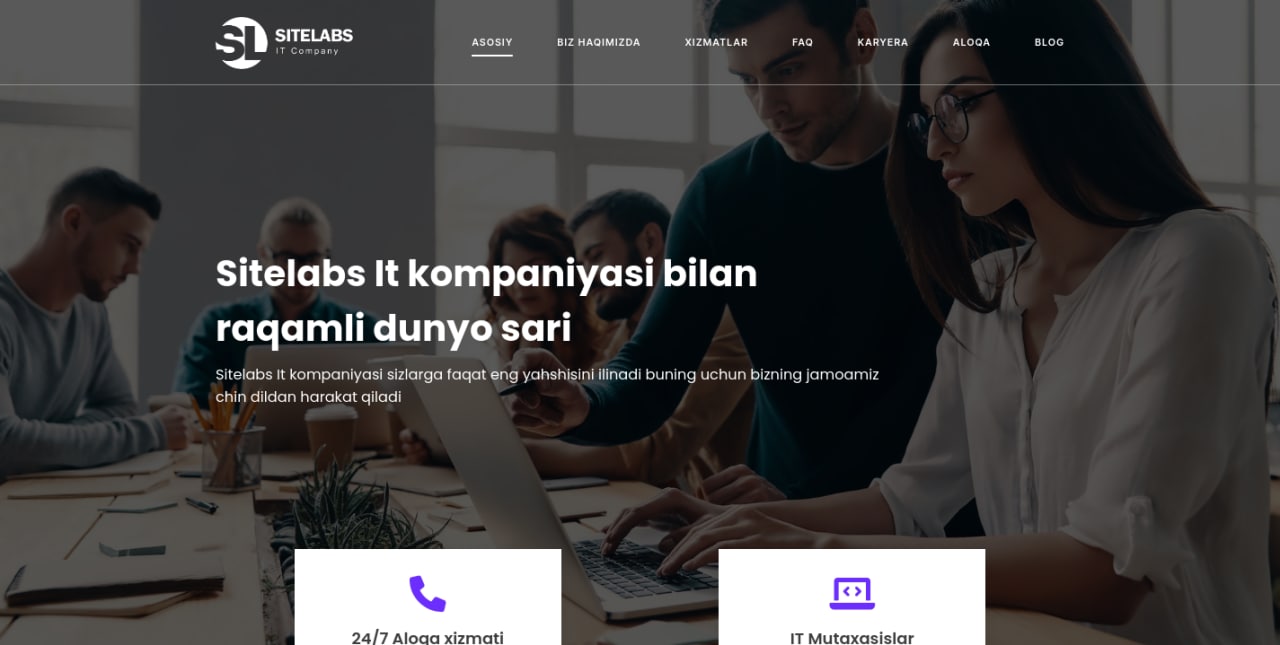 SL SITELABS
IT Company
ASOSIY BIZ HAQIMIZDA XIZMATLAR FAQ KARYERA ALOQA BLOG
Sitelabs It kompaniyasi bilan
raqamli dunyo sari
Sitelabs It kompaniyasi sizlarga faqat eng yahshisini ilinadi buning uchun bizning jamoamiz
chin dildan harakat qiladi
24/7 Aloqa xizmati
IT Mutaxasislar